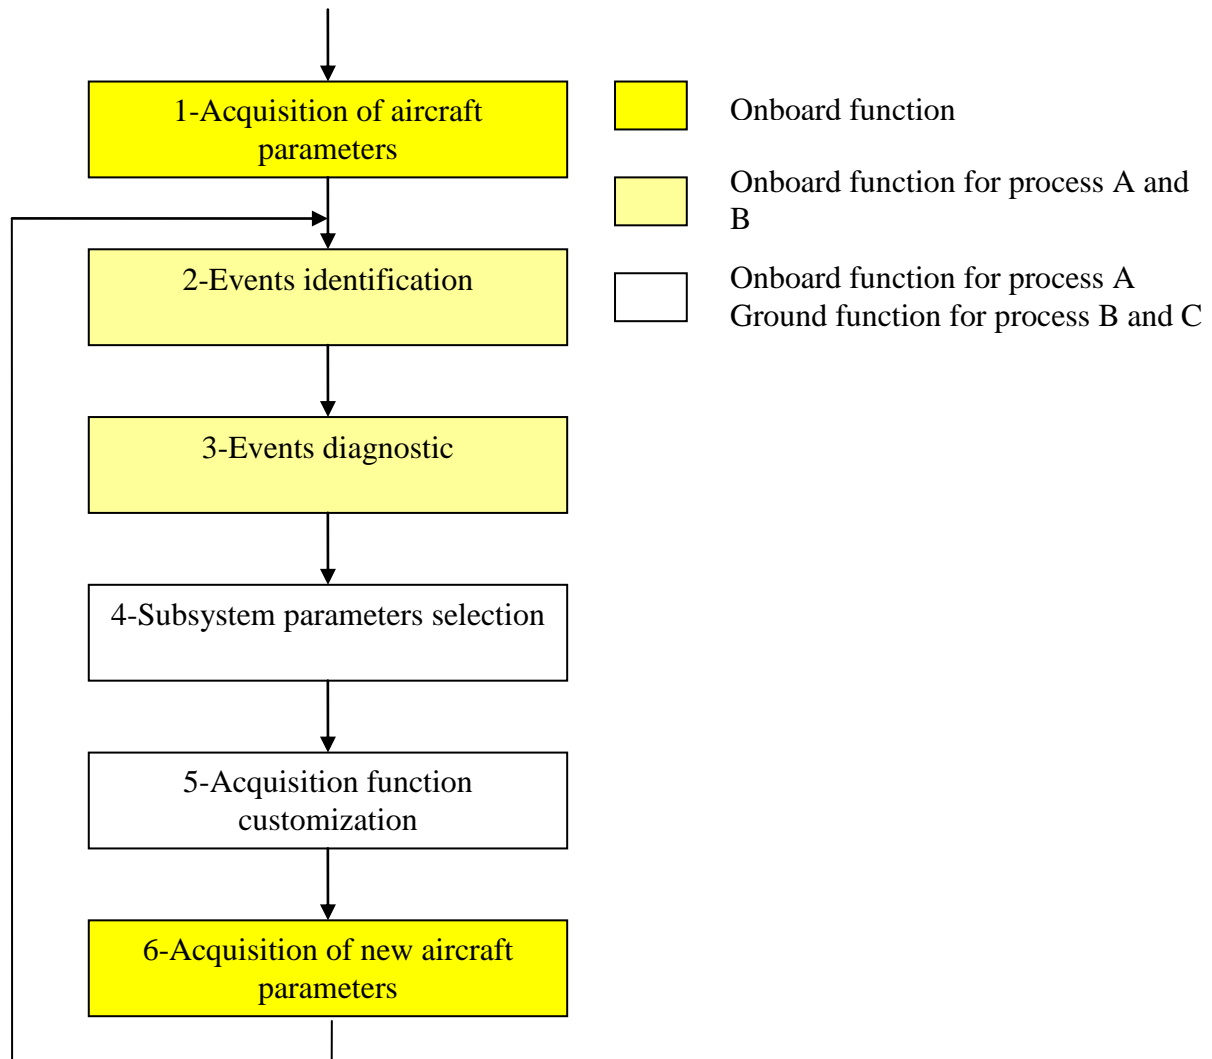 1-Acquisition of aircraft
parameters
2-Events identification
3-Events diagnostic
4-Subsystem parameters selection
5-Acquisition function
customization
6-Acquisition of new aircraft
parameters
Onboard function
Onboard function for process A and
B
Onboard function for process A
Ground function for process B and C